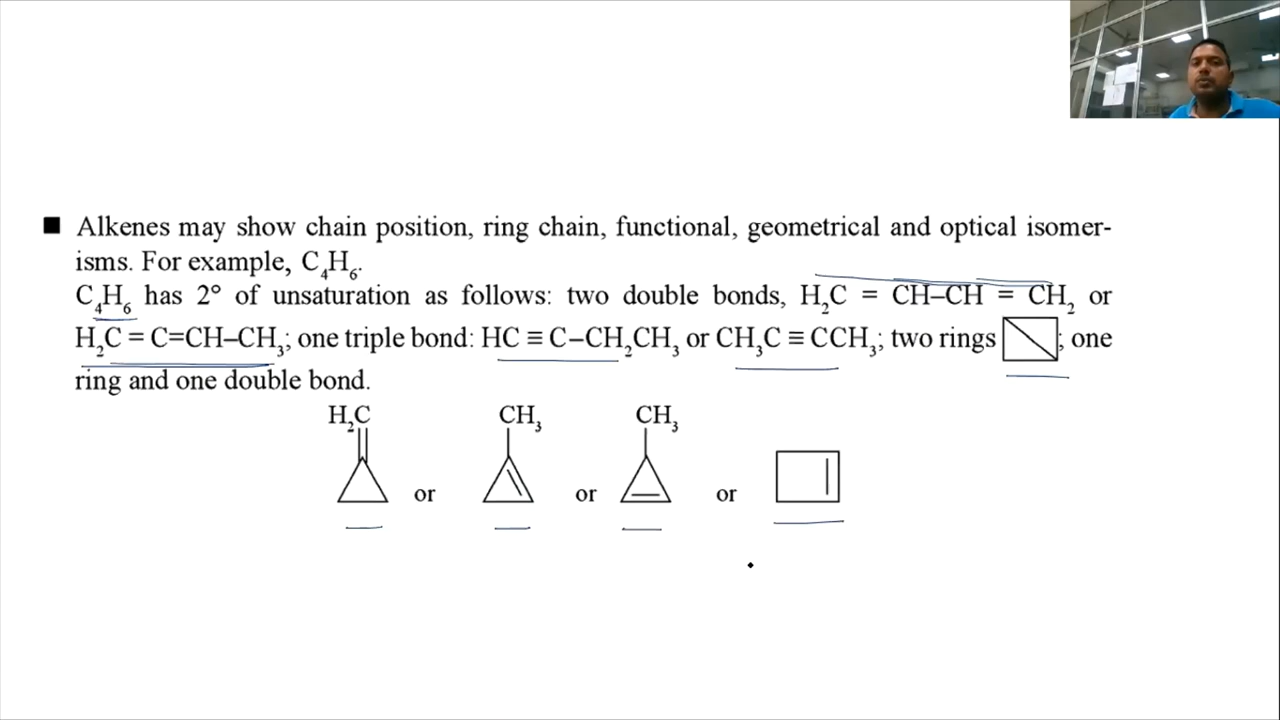 ■ Alkenes may show chain position, ring chain, functional, geometrical and optical isomer-
isms. For example, C₄H₆.
C₄H₆ has 2° of unsaturation as follows: two double bonds, H₂C = CH–CH = CH₂ or
H₂C = C=CH–CH₃; one triple bond: HC ≡ C–CH₂CH₃ or CH₃C ≡ CCH₃; two rings ; one
ring and one double bond.
H₂C CH₃ CH₃
or or or